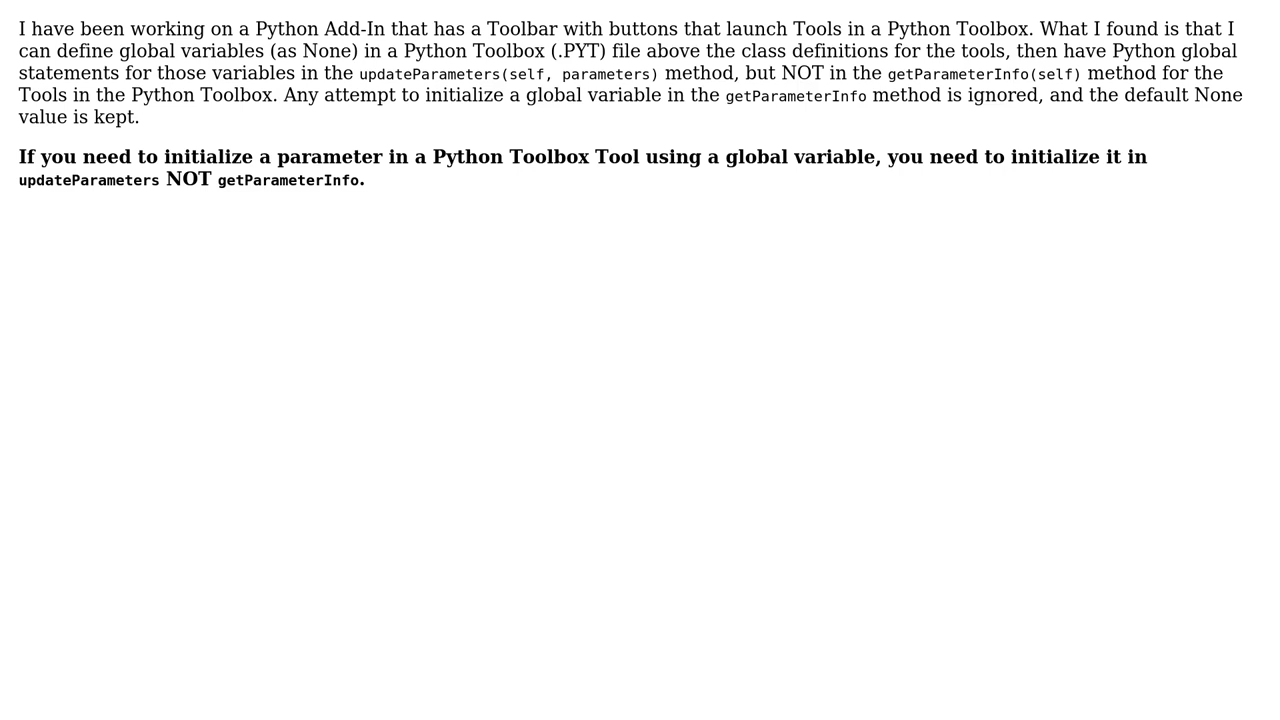 I have been working on a Python Add-In that has a Toolbar with buttons that launch Tools in a Python Toolbox. What I found is that I
can define global variables (as None) in a Python Toolbox (.PYT) file above the class definitions for the tools, then have Python global
statements for those variables in the updateParameters(self, parameters) method, but NOT in the getParameterInfo(self) method for the
Tools in the Python Toolbox. Any attempt to initialize a global variable in the getParameterInfo method is ignored, and the default None
value is kept.
If you need to initialize a parameter in a Python Toolbox Tool using a global variable, you need to initialize it in
updateParameters NOT getParameterInfo.